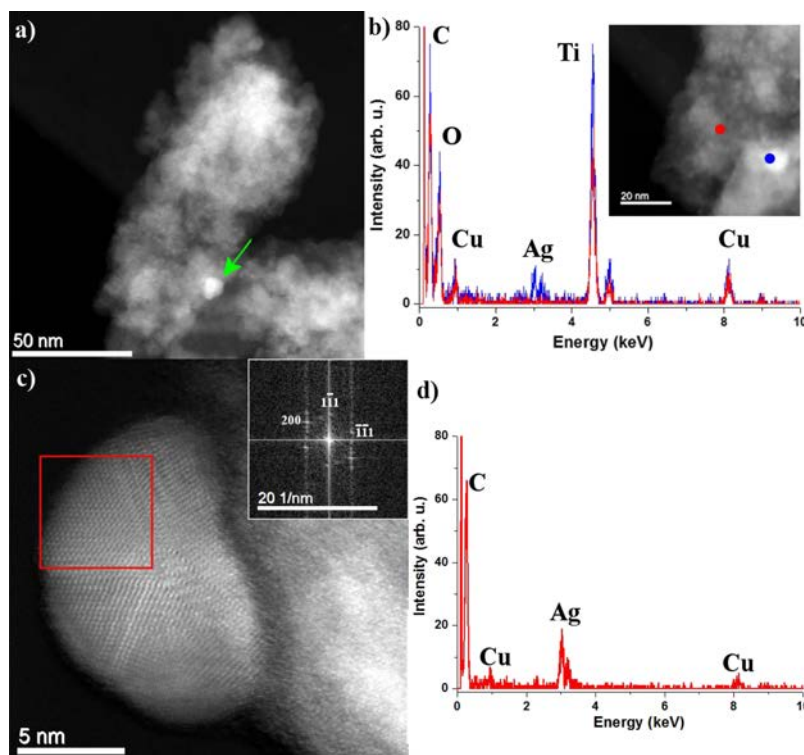 a)
50 nm
b)
80
60
40
20
0
Intensity (arb. u.)
C
O
Cu
Ag
Ti
Cu
20 nm
0 2 4 6 8 10
Energy (keV)
c)
200
1̄11
1̄1̄1
20 1/nm
5 nm
d)
80
60
40
20
0
Intensity (arb. u.)
C
Cu
Ag
Cu
0 2 4 6 8 10
Energy (keV)